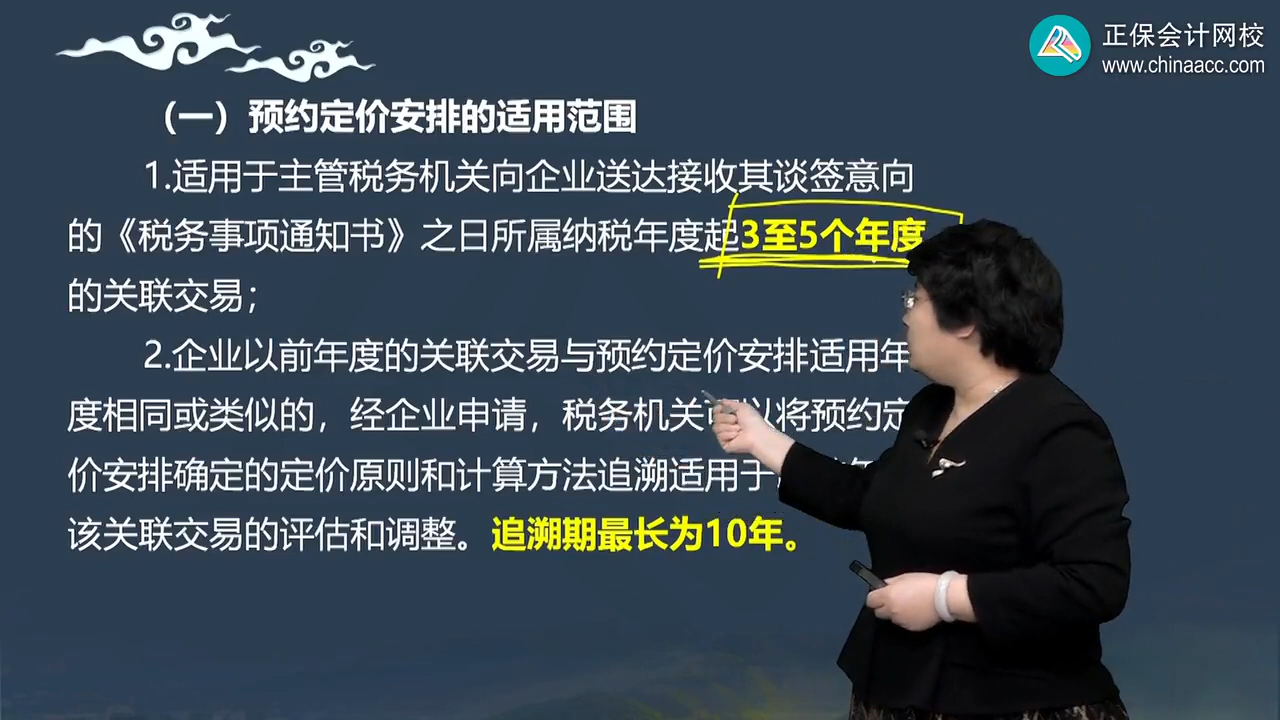 正保会计网校
www.chinaacc.com
（一）预约定价安排的适用范围
1.适用于主管税务机关向企业送达接收其谈签意向
的《税务事项通知书》之日所属纳税年度起3至5个年度
的关联交易；
2.企业以前年度的关联交易与预约定价安排适用年
度相同或类似的，经企业申请，税务机关可以将预约定
价安排确定的定价原则和计算方法追溯适用于
该关联交易的评估和调整。追溯期最长为10年。